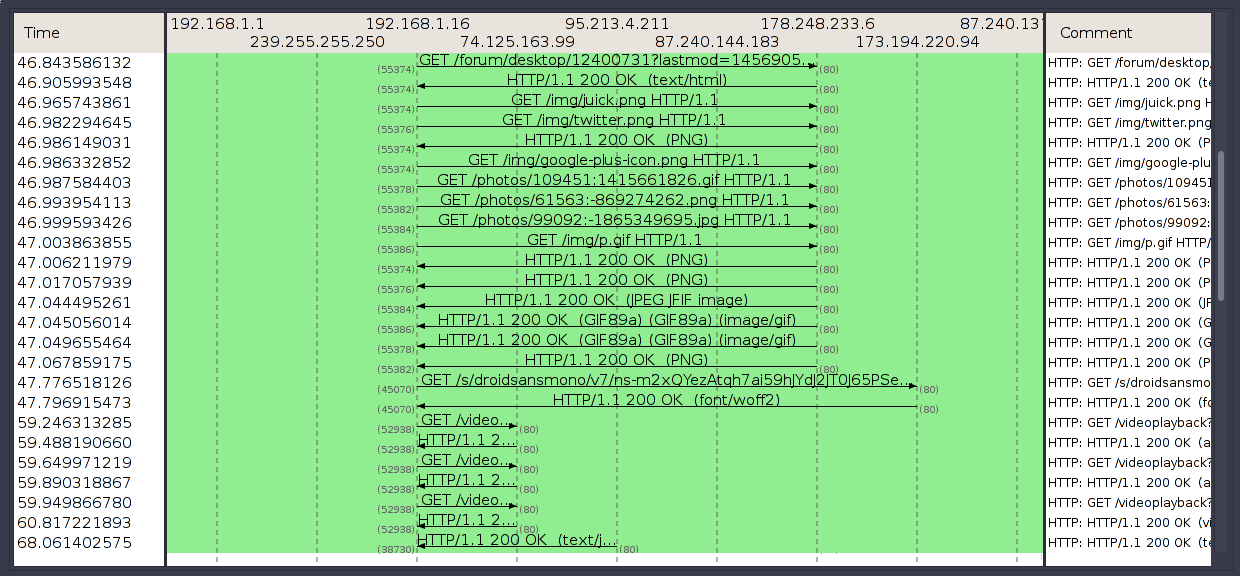 Time 192.168.1.1 192.168.1.16 95.213.4.211 178.248.233.6 87.240.131 Comment
239.255.255.250 74.125.163.99 87.240.144.183 173.194.220.94
46.843586132 (55374) GET /forum/desktop/12400731?lastmod=1456905... (80) HTTP: GET /forum/desktop,
46.905993548 (55374) HTTP/1.1 200 OK (text/html) (80) HTTP: HTTP/1.1 200 OK (te
46.965743861 (55374) GET /img/juick.png HTTP/1.1 (80) HTTP: GET /img/juick.png H
46.982294645 (55376) GET /img/twitter.png HTTP/1.1 (80) HTTP: GET /img/twitter.png
46.986149031 (55374) HTTP/1.1 200 OK (PNG) (80) HTTP: HTTP/1.1 200 OK (P
46.986332852 (55374) GET /img/google-plus-icon.png HTTP/1.1 (80) HTTP: GET /img/google-plu
46.987584403 (55378) GET /photos/109451:1415661826.gif HTTP/1.1 (80) HTTP: GET /photos/109451
46.993954113 (55382) GET /photos/61563:-869274262.png HTTP/1.1 (80) HTTP: GET /photos/61563:
46.999593426 (55384) GET /photos/99092:-1865349695.jpg HTTP/1.1 (80) HTTP: GET /photos/99092:
47.003863855 (55386) GET /img/p.gif HTTP/1.1 (80) HTTP: GET /img/p.gif HTTP/
47.006211979 (55374) HTTP/1.1 200 OK (PNG) (80) HTTP: HTTP/1.1 200 OK (P
47.017057939 (55376) HTTP/1.1 200 OK (PNG) (80) HTTP: HTTP/1.1 200 OK (P
47.044495261 (55384) HTTP/1.1 200 OK (JPEG JFIF image) (80) HTTP: HTTP/1.1 200 OK (JF
47.045056014 (55386) HTTP/1.1 200 OK (GIF89a) (GIF89a) (image/gif) (80) HTTP: HTTP/1.1 200 OK (G
47.049655464 (55378) HTTP/1.1 200 OK (GIF89a) (GIF89a) (image/gif) (80) HTTP: HTTP/1.1 200 OK (G
47.067859175 (55382) HTTP/1.1 200 OK (PNG) (80) HTTP: HTTP/1.1 200 OK (P
47.776518126 (45070) GET /s/droidsansmono/v7/ns-m2xQYezAtqh7ai59hJYdJ2JT0J65PSe... (80) HTTP: GET /s/droidsansmo
47.796915473 (45070) HTTP/1.1 200 OK (font/woff2) (80) HTTP: HTTP/1.1 200 OK (fo
59.246313285 (52938) GET /video... (80) HTTP: GET /videoplayback?
59.488190660 (52938) HTTP/1.1 2... (80) HTTP: HTTP/1.1 200 OK (a
59.649971219 (52938) GET /video... (80) HTTP: GET /videoplayback?
59.890318867 (52938) HTTP/1.1 2... (80) HTTP: HTTP/1.1 200 OK (a
59.949866780 (52938) GET /video... (80) HTTP: GET /videoplayback?
60.817221893 (52938) HTTP/1.1 2... (80) HTTP: HTTP/1.1 200 OK (vi
68.061402575 (38730) HTTP/1.1 200 OK (text/j... (80) HTTP: HTTP/1.1 200 OK (te